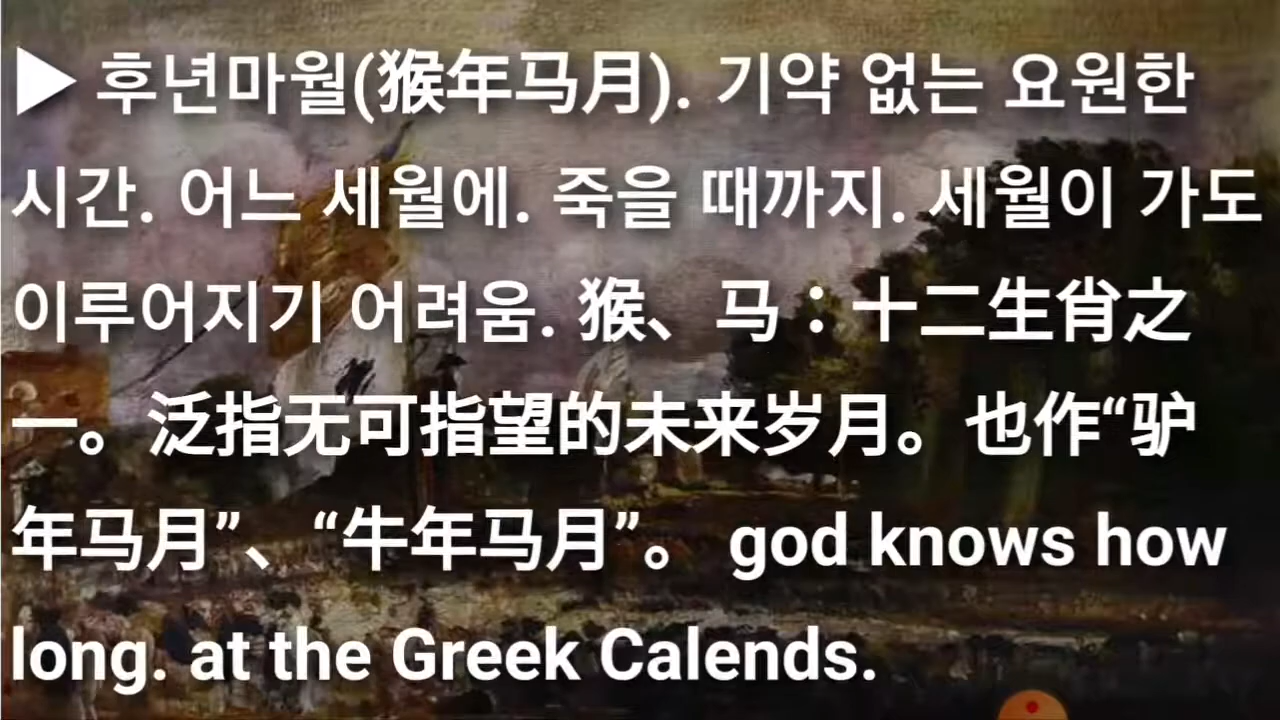 ▶ 후년마월(猴年马月). 기약 없는 요원한
시간. 어느 세월에. 죽을 때까지. 세월이 가도
이루어지기 어려움. 猴、马：十二生肖之
一。泛指无可指望的未来岁月。也作“驴
年马月”、“牛年马月”。 god knows how
long. at the Greek Calends.